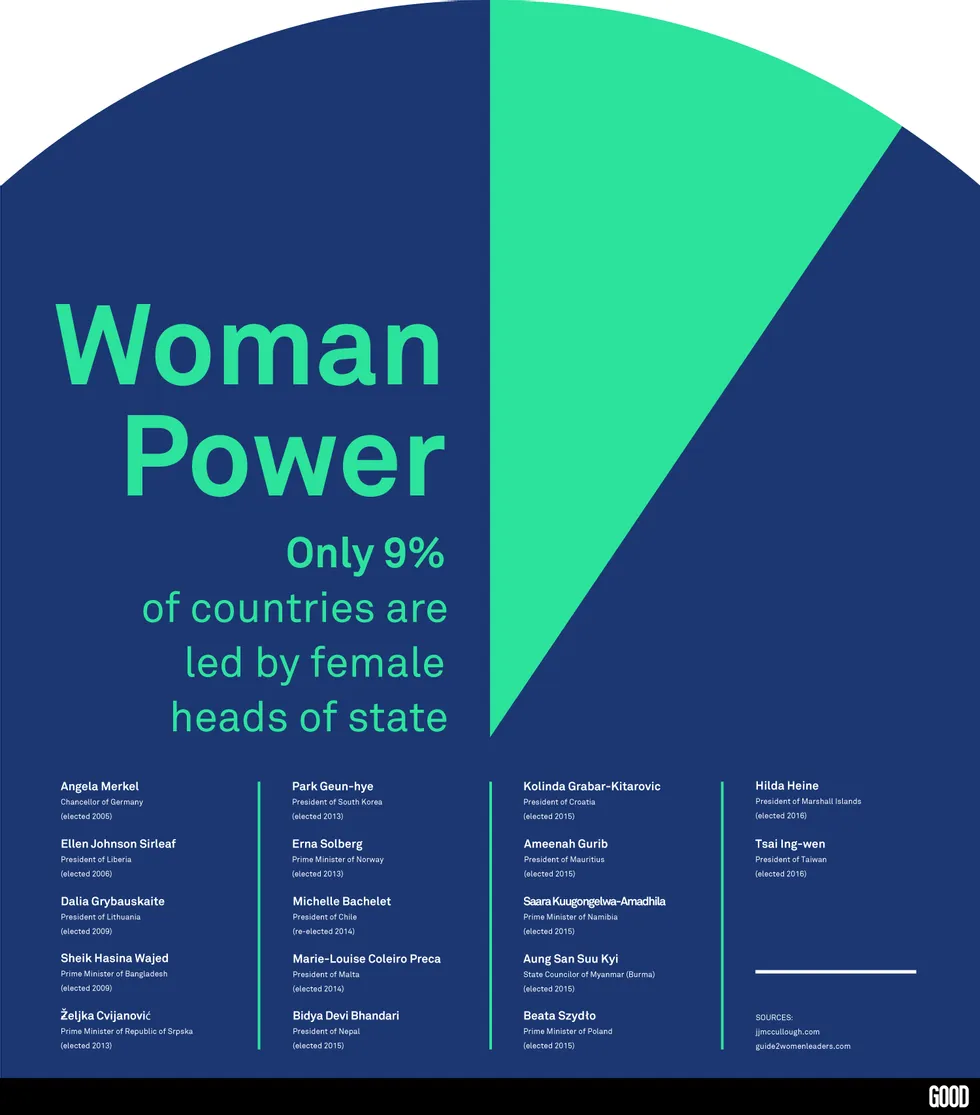 Woman
Power
Only 9%
of countries are
led by female
heads of state
Angela Merkel
Chancellor of Germany
(elected 2005)
Ellen Johnson Sirleaf
President of Liberia
(elected 2006)
Dalia Grybauskaite
President of Lithuania
(elected 2009)
Sheik Hasina Wajed
Prime Minister of Bangladesh
(elected 2009)
Željka Cvijanović
Prime Minister of Republic of Srpska
(elected 2013)
Park Geun-hye
President of South Korea
(elected 2013)
Erna Solberg
Prime Minister of Norway
(elected 2013)
Michelle Bachelet
President of Chile
(re-elected 2014)
Marie-Louise Coleiro Preca
President of Malta
(elected 2014)
Bidya Devi Bhandari
President of Nepal
(elected 2015)
Kolinda Grabar-Kitarovic
President of Croatia
(elected 2015)
Ameenah Gurib
President of Mauritius
(elected 2015)
Saara Kuugongelwa-Amadhila
Prime Minister of Namibia
(elected 2015)
Aung San Suu Kyi
State Councilor of Myanmar (Burma)
(elected 2015)
Beata Szydło
Prime Minister of Poland
(elected 2015)
Hilda Heine
President of Marshall Islands
(elected 2016)
Tsai Ing-wen
President of Taiwan
(elected 2016)
SOURCES:
jjmccullough.com
guide2womenleaders.com
GOOD